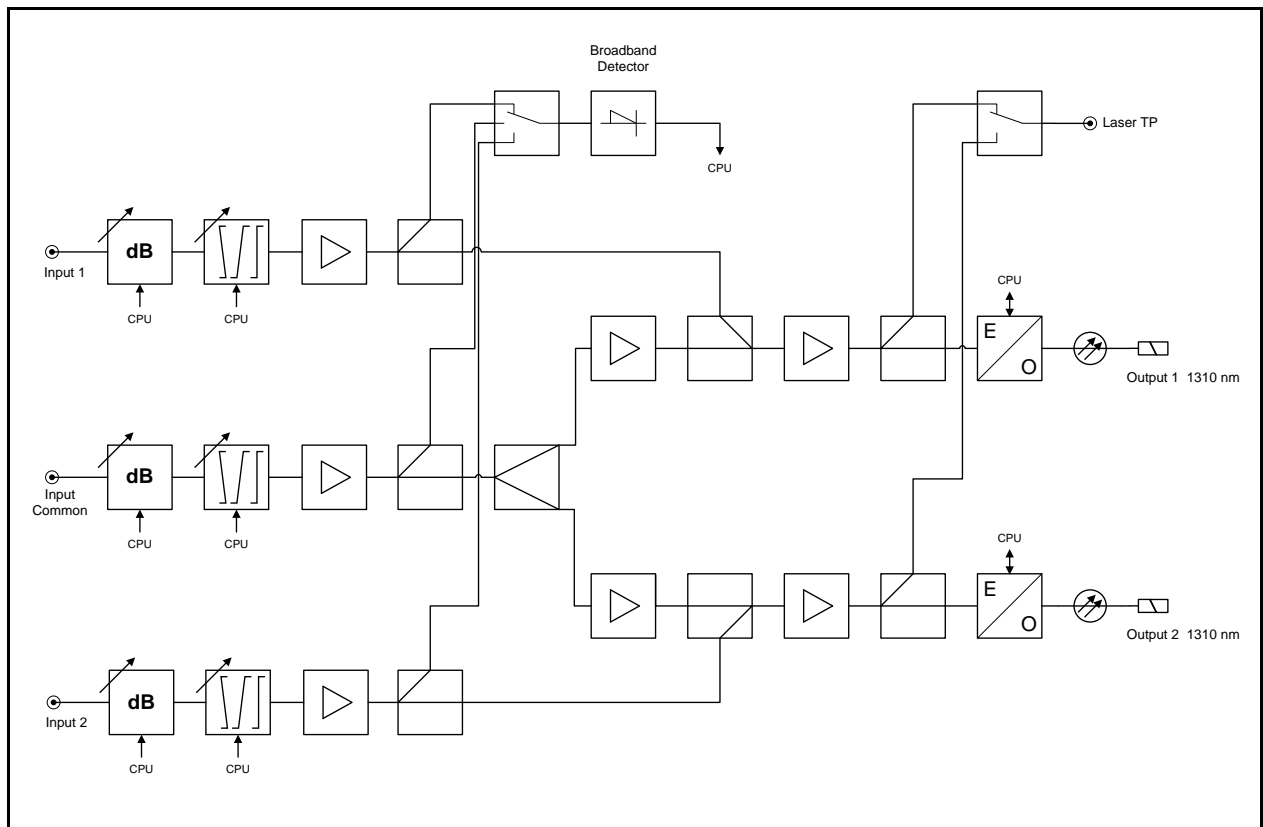 Broadband
Detector
Laser TP
CPU
dB
Input 1
CPU
CPU
CPU
E
O
Output 1 1310 nm
dB
Input
Common
CPU
CPU
CPU
E
O
Output 2 1310 nm
dB
Input 2
CPU
CPU